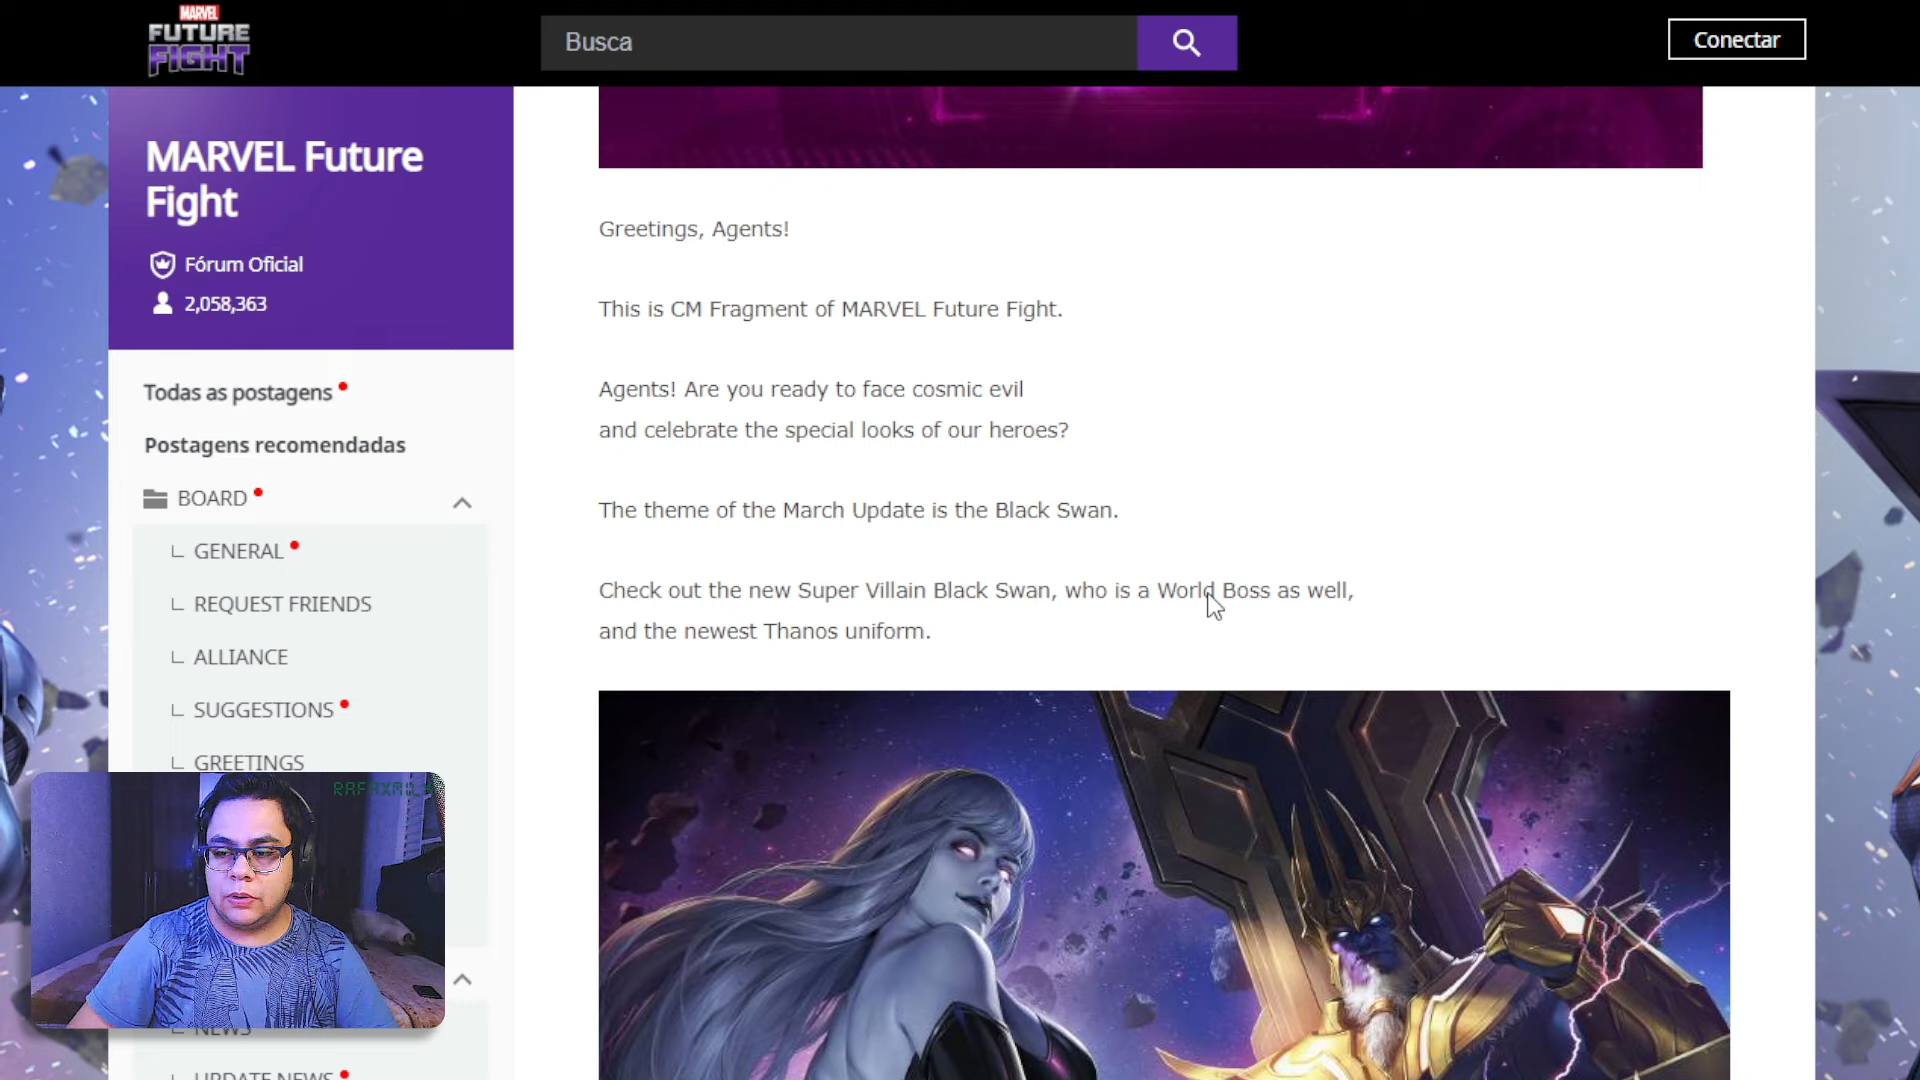 MARVEL
FUTURE
FIGHT
Busca
Conectar
MARVEL Future
Fight
Fórum Oficial
2,058,363
Todas as postagens
Postagens recomendadas
BOARD
GENERAL
REQUEST FRIENDS
ALLIANCE
SUGGESTIONS
GREETINGS
NEWS
UPDATE NEWS
Greetings, Agents!
This is CM Fragment of MARVEL Future Fight.
Agents! Are you ready to face cosmic evil
and celebrate the special looks of our heroes?
The theme of the March Update is the Black Swan.
Check out the new Super Villain Black Swan, who is a World Boss as well,
and the newest Thanos uniform.